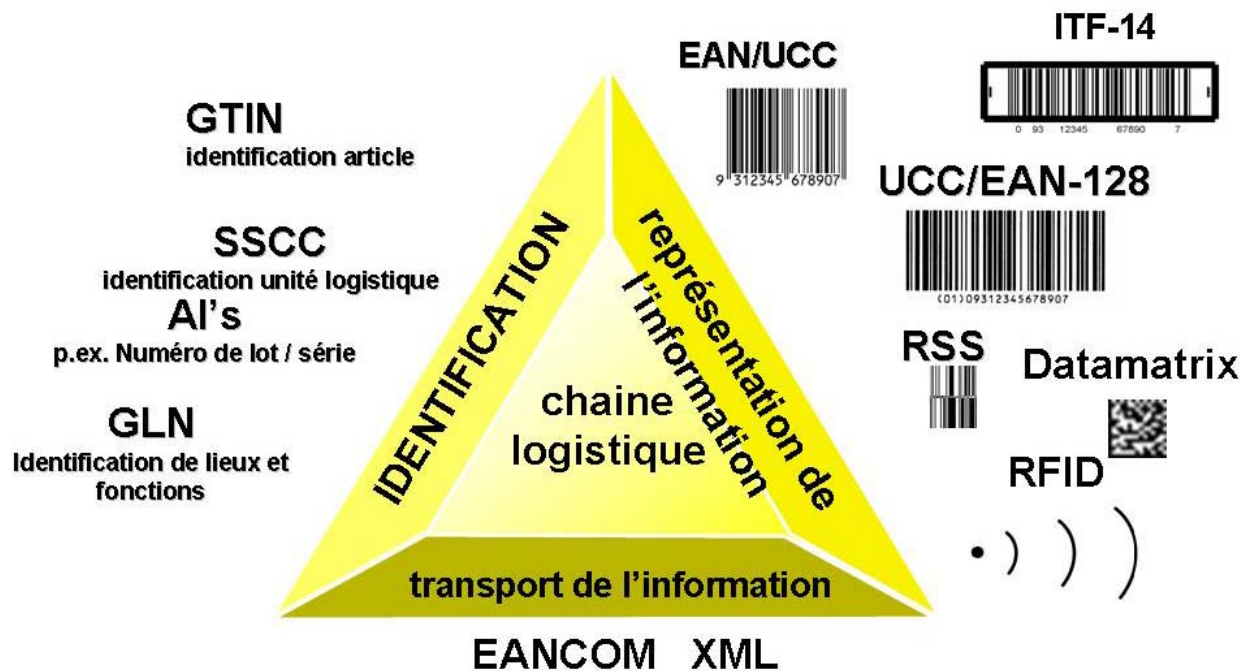 GTIN
identification article
SSCC
identification unité logistique
AI's
p.ex. Numéro de lot / série
GLN
Identification de lieux et
fonctions
IDENTIFICATION
représentation de
l'information
chaine
logistique
transport de l'information
EANCOM XML
EAN/UCC
9 312345 678907
ITF-14
0 93 12345 67890 7
UCC/EAN-128
(01)09312345678907
RSS
Datamatrix
RFID